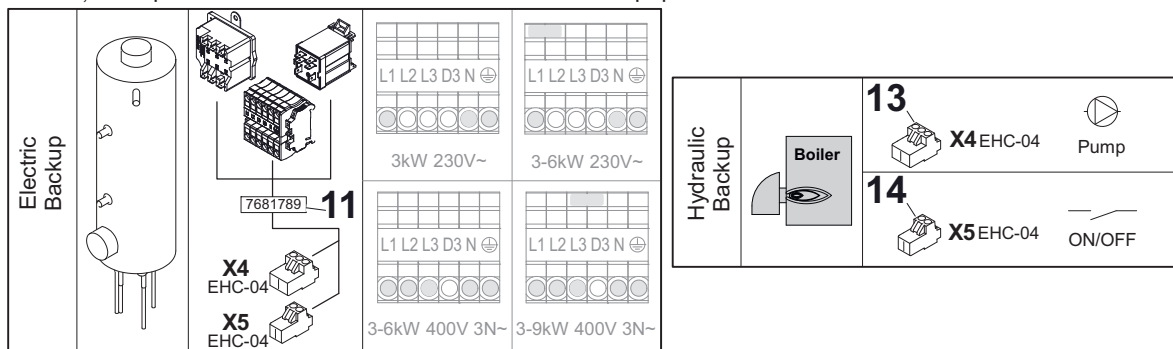 Electric
Backup
7681789
11
X4
EHC-04
X5
EHC-04
L1 L2 L3 D3 N
3kW 230V~
L1 L2 L3 D3 N
3-6kW 230V~
L1 L2 L3 D3 N
3-6kW 400V 3N~
L1 L2 L3 D3 N
3-9kW 400V 3N~
Hydraulic
Backup
Boiler
13
X4 EHC-04
Pump
14
X5 EHC-04
ON/OFF